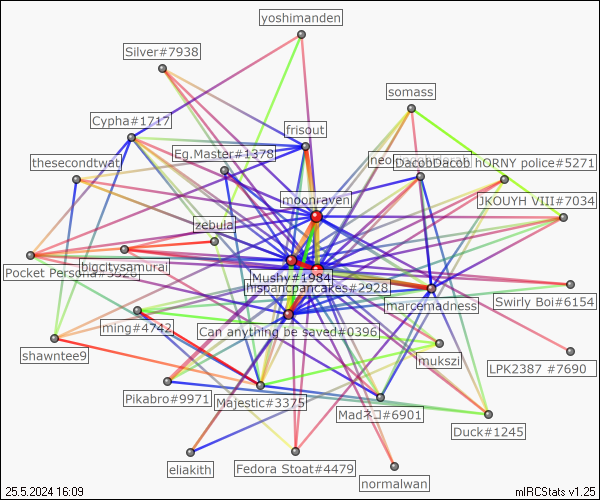 yoshimanden
Silver#7938
somass
Cypha#1717
frisout
Eg.Master#1378
thesecondtwat
DacobDacob
hORNY police#5271
moonraven
JKOUYH VIII#7034
zebula
bigcitysamurai
Pocket
Mushy#1984
hispancpancakes#2928
Swirly Boi#6154
marcemadness
ming#4742
Can anything be saved#0396
shawntee9
mukszi
LPK2387 #7690
Pikabro#9971
Majestic#3375
Madネコ#6901
Duck#1245
eliakith
Fedora Stoat#4479
normalwan
25.5.2024 16:09
mIRCStats v1.25